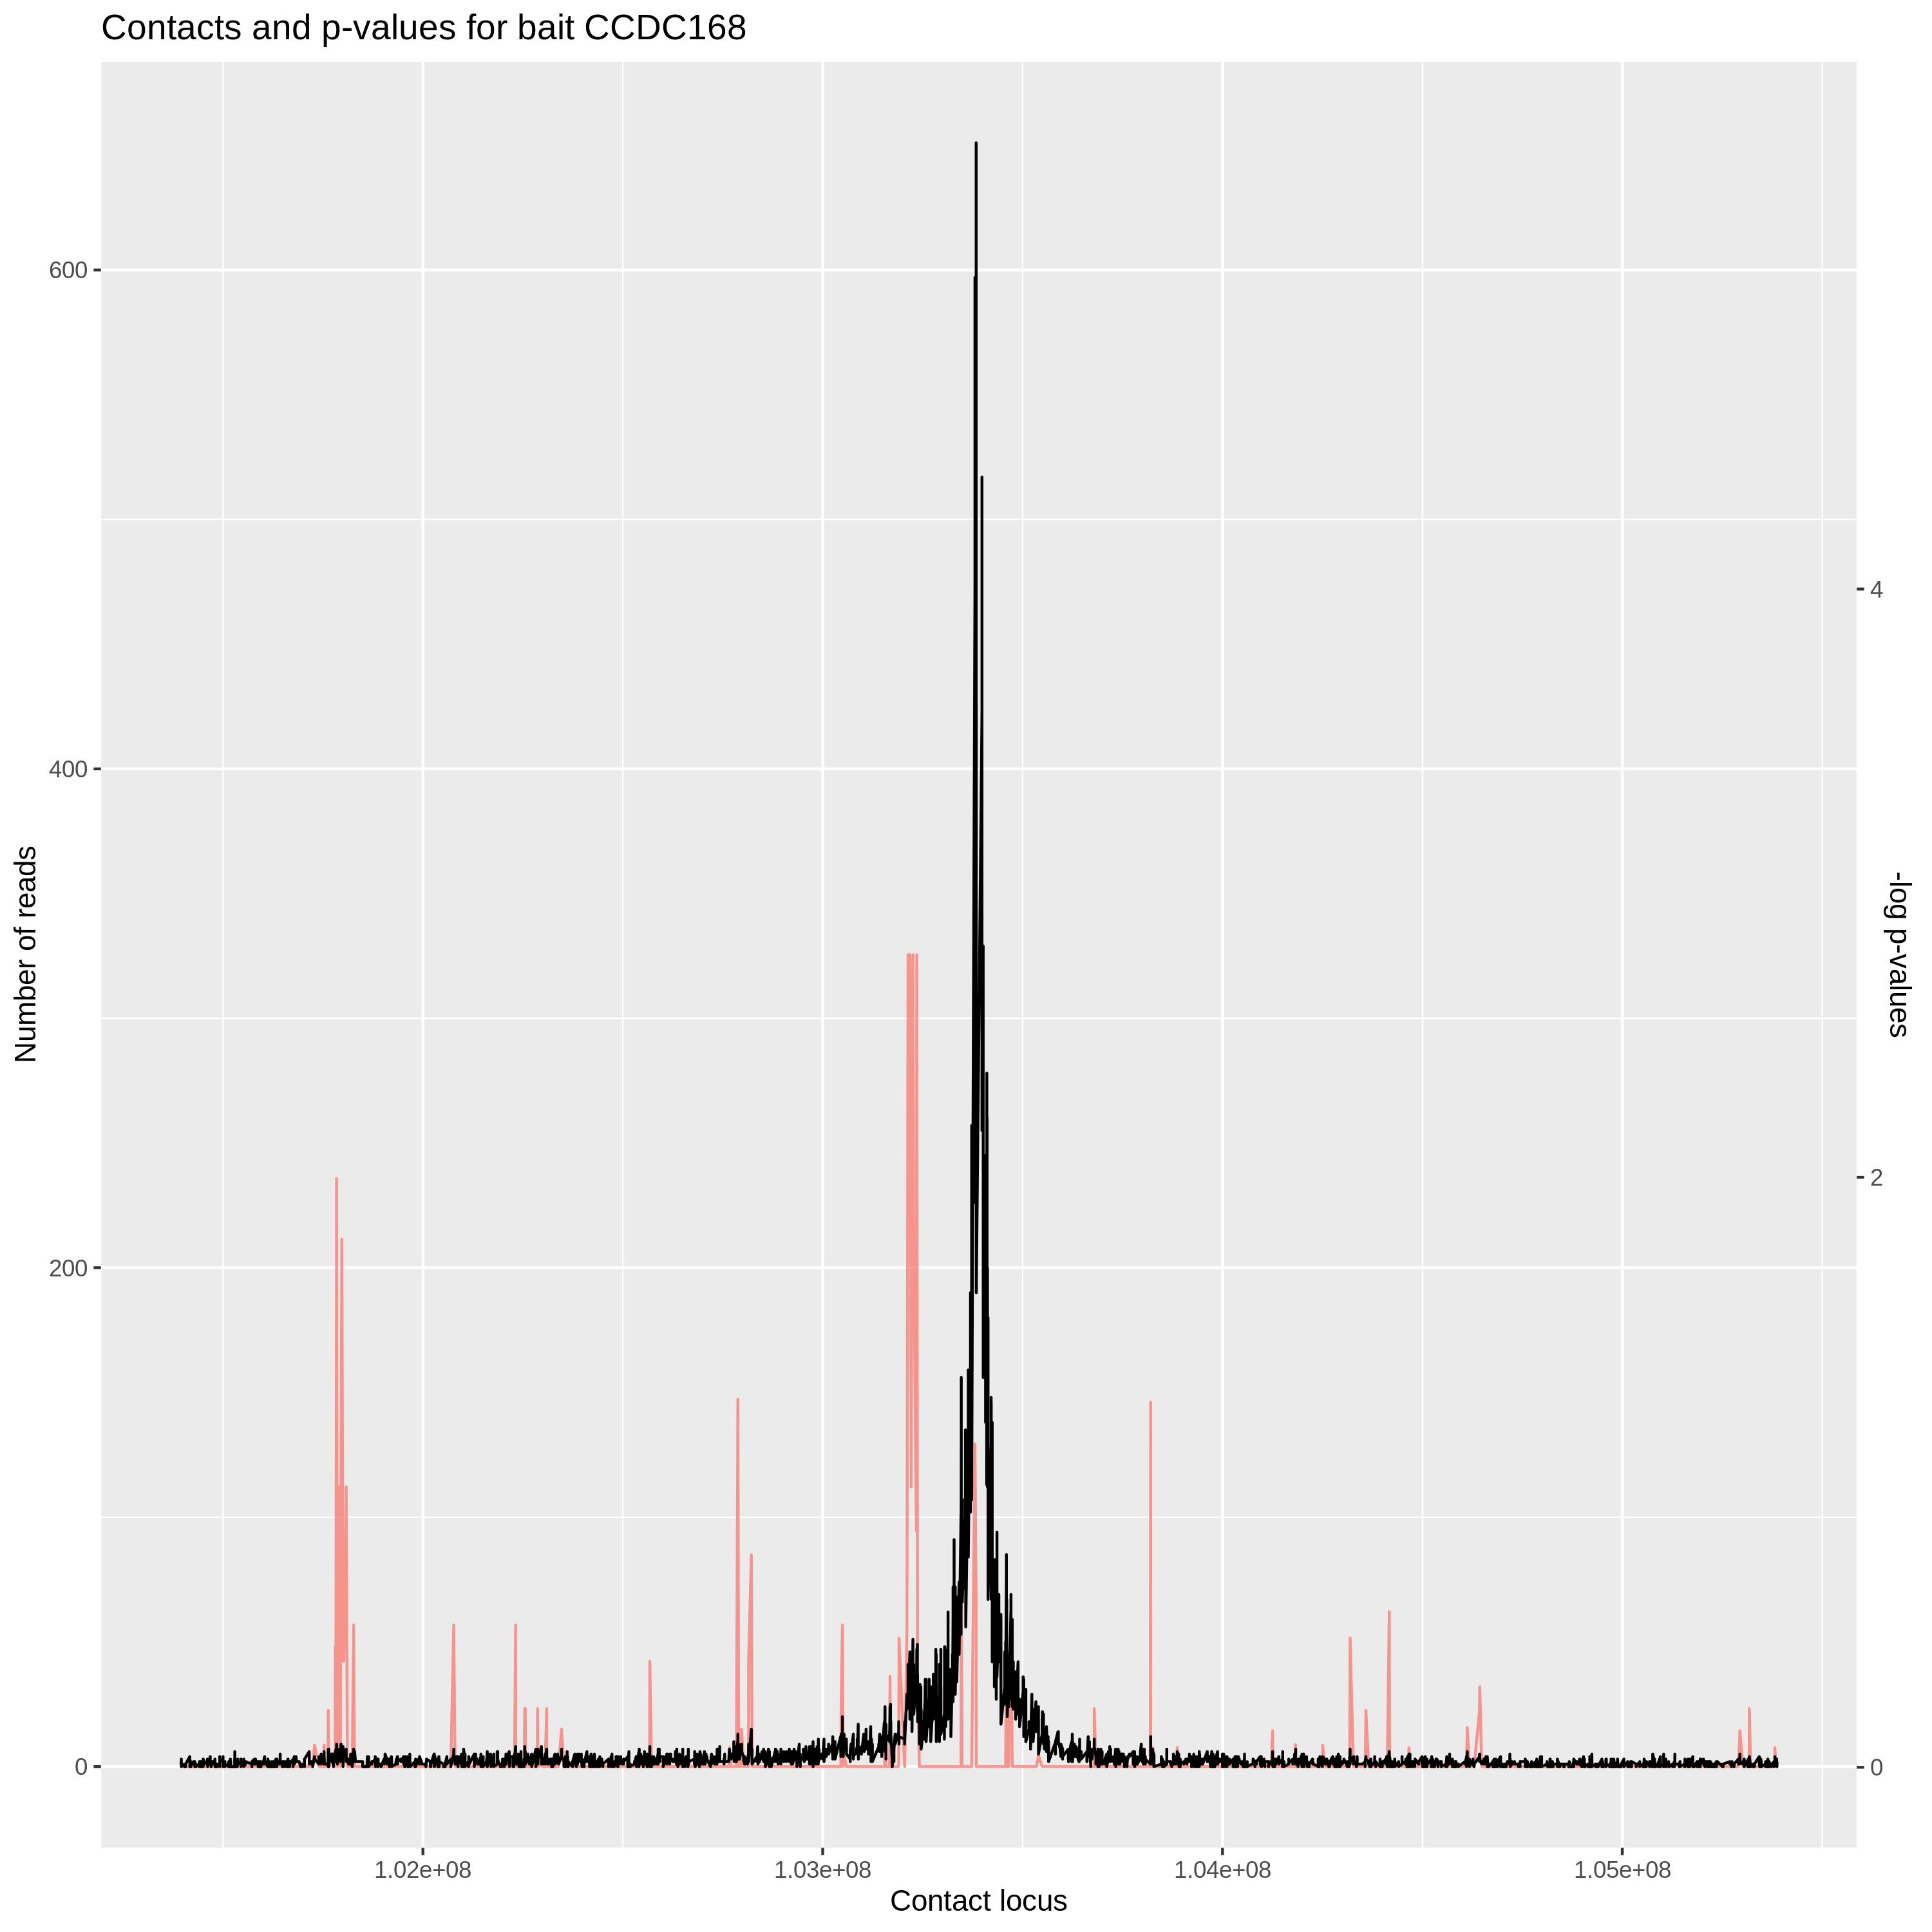 Contacts and p-values for bait CCDC168
600
400
200
0
Number of reads
4
2
0
-log p-values
1.02e+08
1.03e+08
1.04e+08
1.05e+08
Contact locus